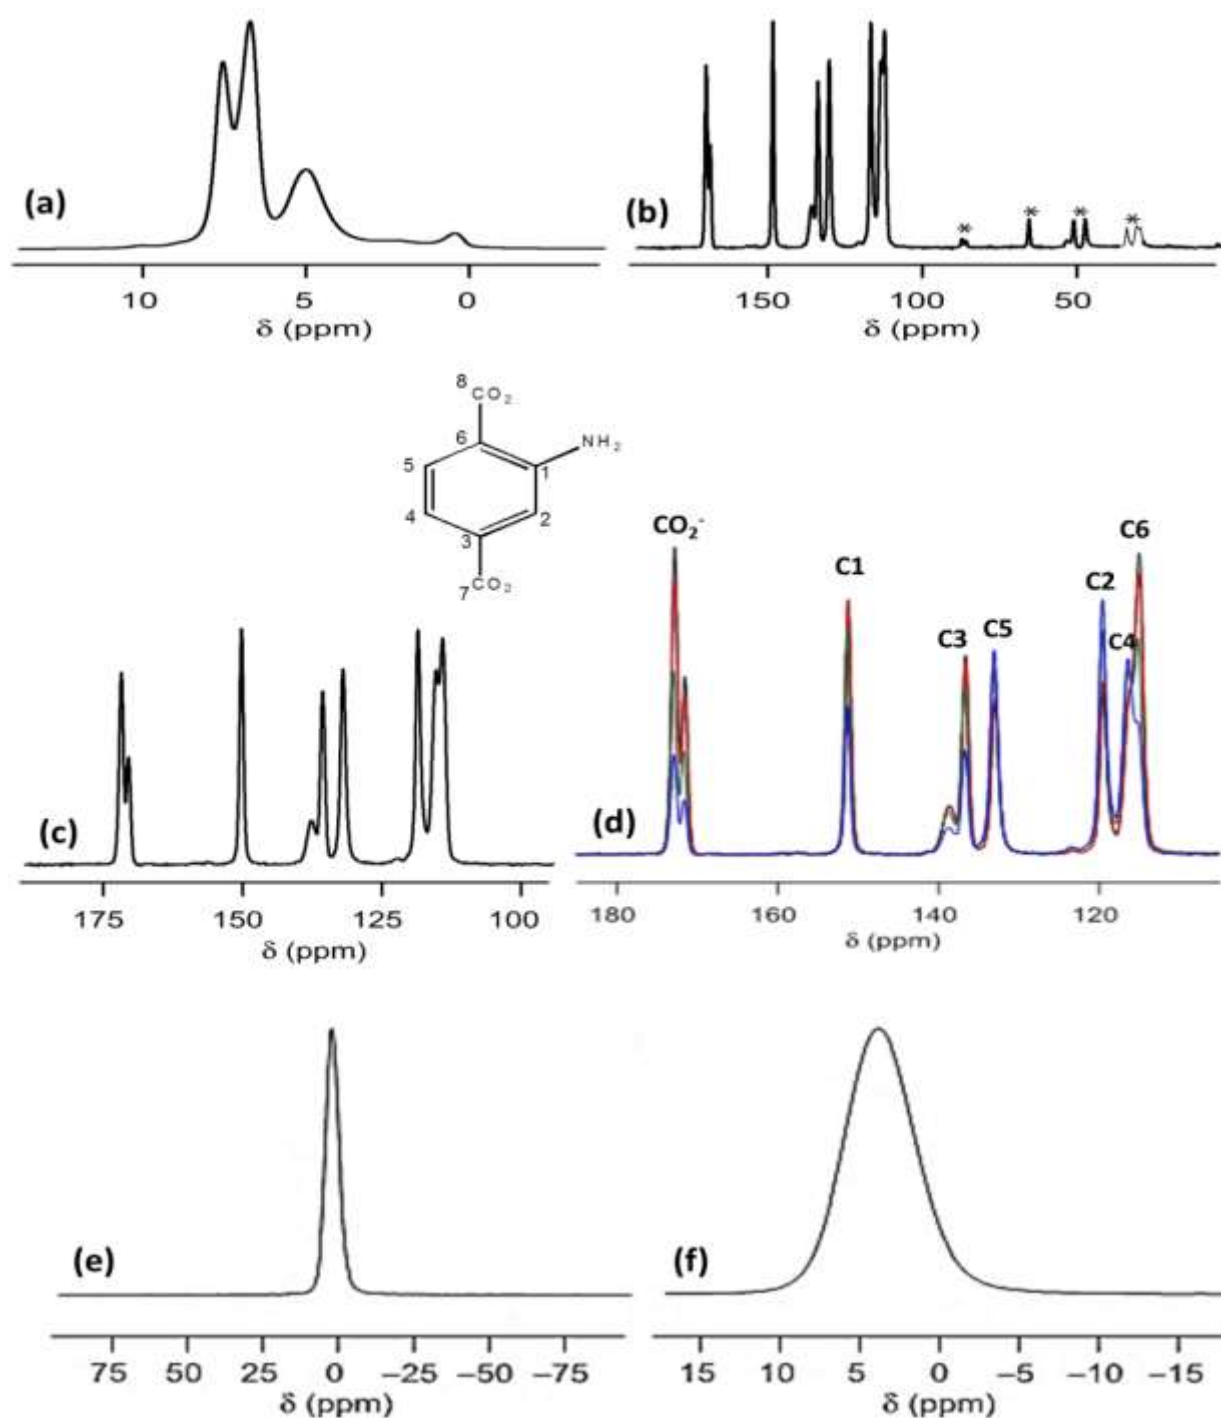 (a)
10 5 0
δ (ppm)
(b)
* * * *
150 100 50
δ (ppm)
8 CO2
6
NH2
5
1
4
2
3
7 CO2
(c)
175 150 125 100
δ (ppm)
CO2-
C1
C6
C2
C3
C5
C4
(d)
180 160 140 120
δ (ppm)
(e)
75 50 25 0 −25 −50 −75
δ (ppm)
(f)
15 10 5 0 −5 −10 −15
δ (ppm)